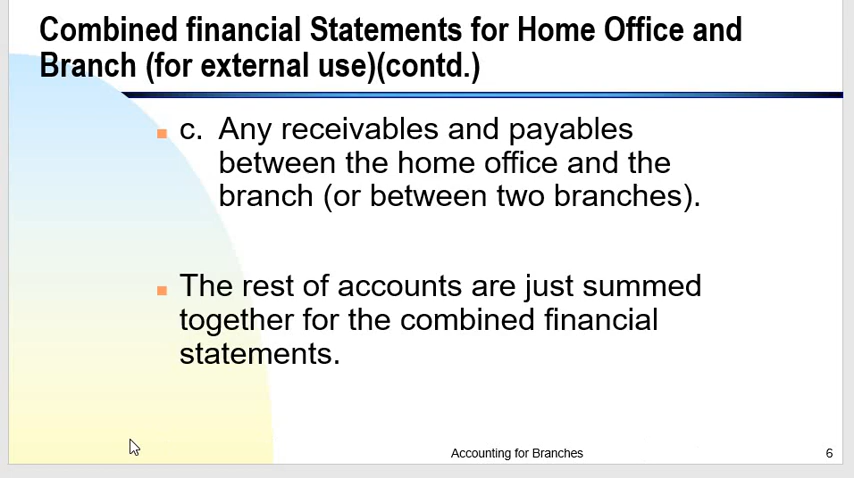 Combined financial Statements for Home Office and
Branch (for external use)(contd.)
c. Any receivables and payables
between the home office and the
branch (or between two branches).
The rest of accounts are just summed
together for the combined financial
statements.
Accounting for Branches
6